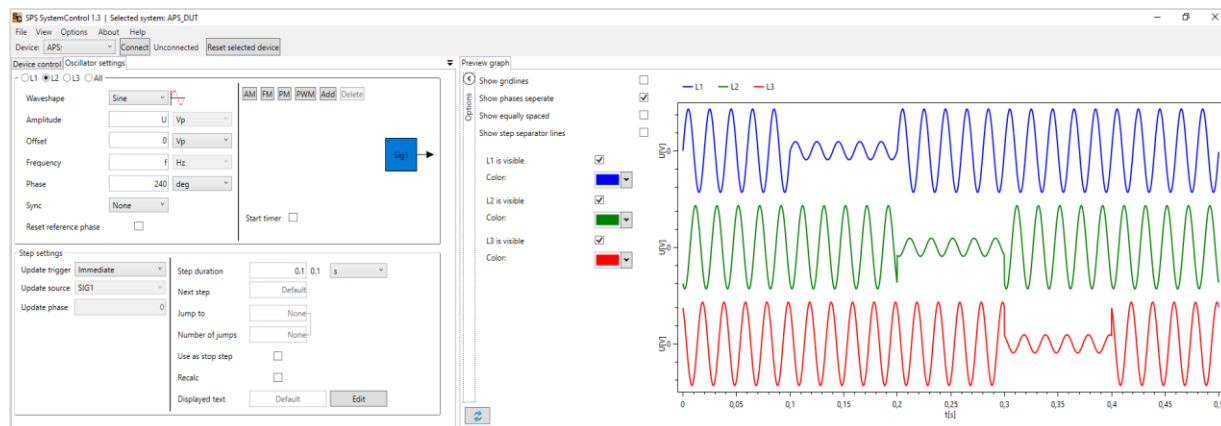 SPS SystemControl 1.3 | Selected system: APS_DUT
File View Options About Help
Device: APS: Connect Unconnected Reset selected device
Device control Oscillator settings
L1 L2 L3 All
Waveshape Sine
Amplitude U Vp
Offset 0 Vp
Frequency f Hz
Phase 240 deg
Sync None
Reset reference phase
AM FM PM PWM Add Delete
Sig1
Start timer
Step settings
Update trigger Immediate
Update source SIG1
Update phase 0
Step duration 0.1 0.1 s
Next step Default
Jump to None
Number of jumps None
Use as stop step
Recalc
Displayed text Default Edit
Preview graph
Options
Show gridlines
Show phases seperate
Show equally spaced
Show step separator lines
L1 is visible
Color:
L2 is visible
Color:
L3 is visible
Color:
L1 L2 L3
U[V] 0
U[V] 0
U[V] 0
0 0,05 0,1 0,15 0,2 0,25 0,3 0,35 0,4 0,45
t[s]